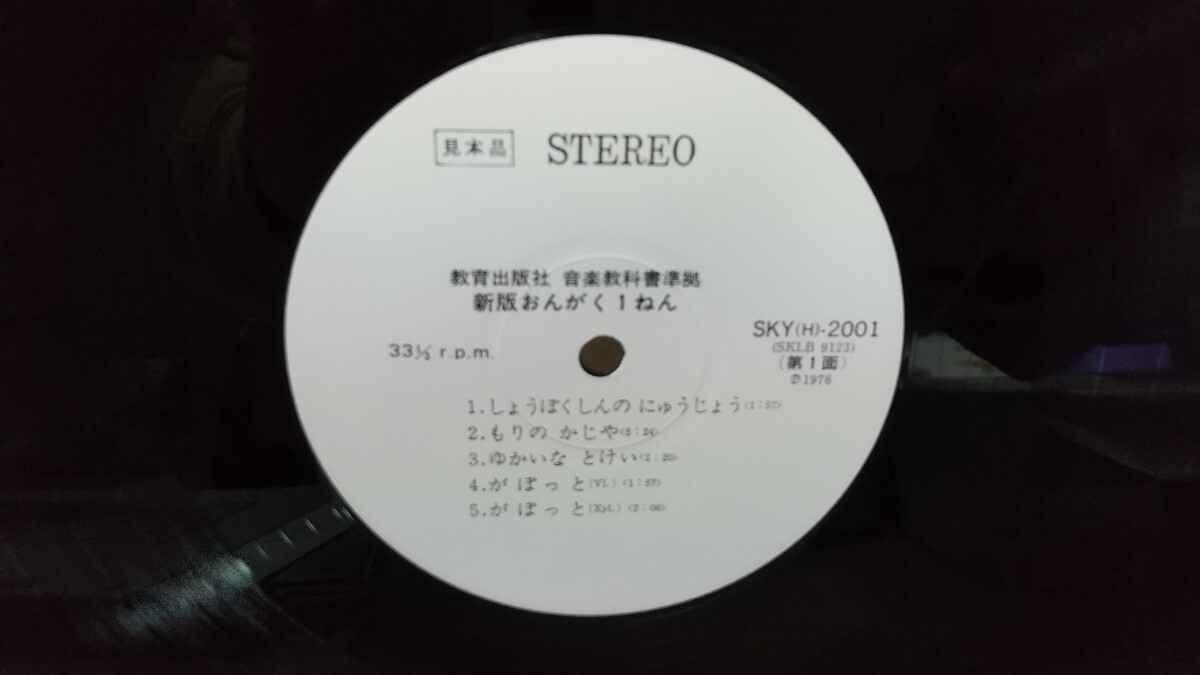 見本品 STEREO
教育出版社 音楽教科書準拠
新版おんがく1ねん
33⅓ r.p.m.
SKY(H)-2001
(SKLB 9123)
(第1面)
℗1976
1.しょうぼくしんの にゅうじょう<1:57>
2.もりの かじや<5:24>
3.ゆかいな とけい<2:20>
4.が ぼっ と(VL)<1:57>
5.が ぼっ と(XyL)<2:06>